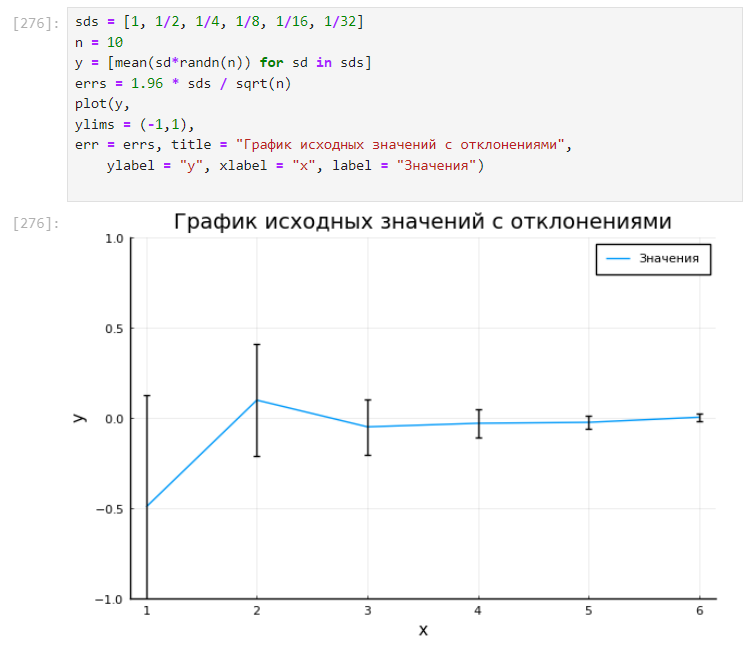 [276]:
sds = [1, 1/2, 1/4, 1/8, 1/16, 1/32]
n = 10
y = [mean(sd*randn(n)) for sd in sds]
errs = 1.96 * sds / sqrt(n)
plot(y,
ylims = (-1,1),
err = errs, title = "График исходных значений с отклонениями",
    ylabel = "y", xlabel = "x", label = "Значения")
[276]:
График исходных значений с отклонениями
Значения
1.0
0.5
0.0
−0.5
−1.0
y
1 2 3 4 5 6
x